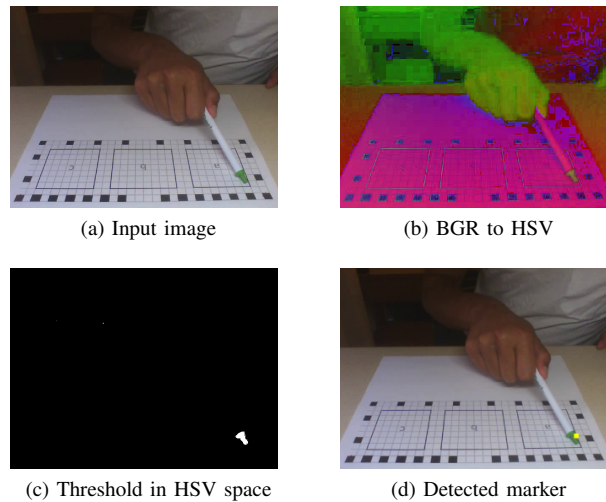 (a) Input image
(b) BGR to HSV
(c) Threshold in HSV space
(d) Detected marker